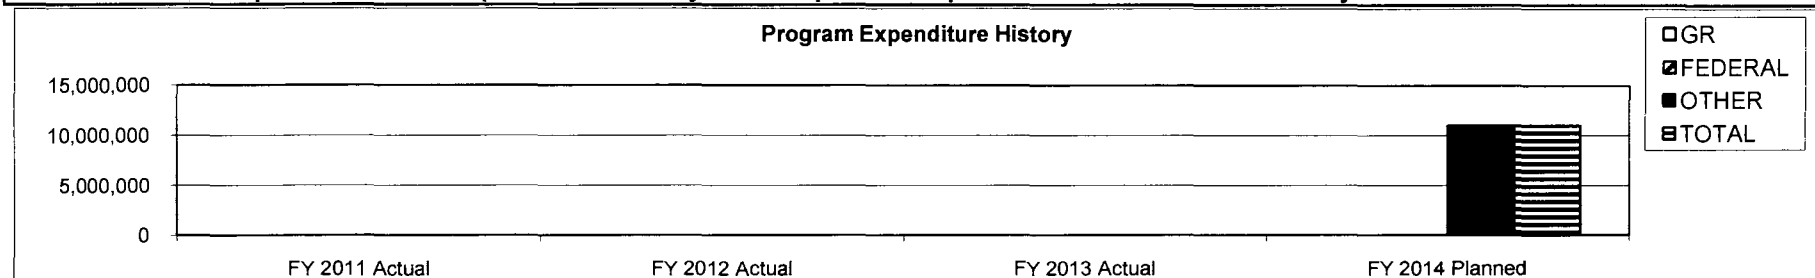 Program Expenditure History
GR
FEDERAL
OTHER
TOTAL
15,000,000
10,000,000
5,000,000
0
FY 2011 Actual
FY 2012 Actual
FY 2013 Actual
FY 2014 Planned